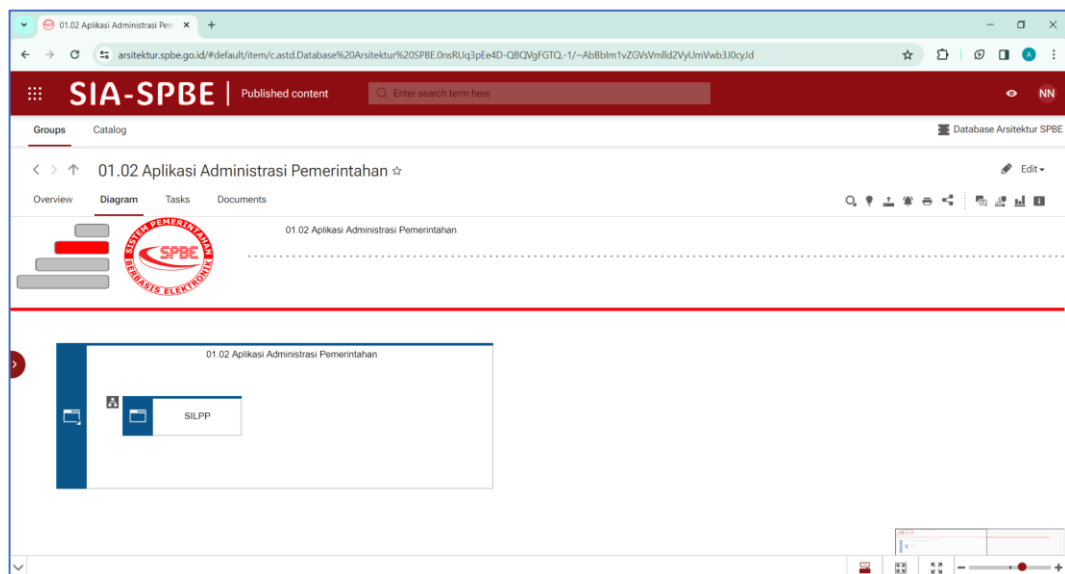 01.02 Aplikasi Administrasi Pem
arsitektur.spbe.go.id/#default/item/c.astd.Database%20Arsitektur%20SPBE.0nsRUq3pEe4D-QBQVgFGTQ.-1/~AbBbIm1vZGVsVmlld2VyUmVwb3J0cyJd
A
SIA-SPBE | Published content
Enter search term here
NN
Groups
Catalog
Database Arsitektur SPBE
01.02 Aplikasi Administrasi Pemerintahan
Edit
Overview
Diagram
Tasks
Documents
SISTEM PEMERINTAHAN
SPBE
BERBASIS ELEKTRONIK
01.02 Aplikasi Administrasi Pemerintahan
01.02 Aplikasi Administrasi Pemerintahan
SILPP